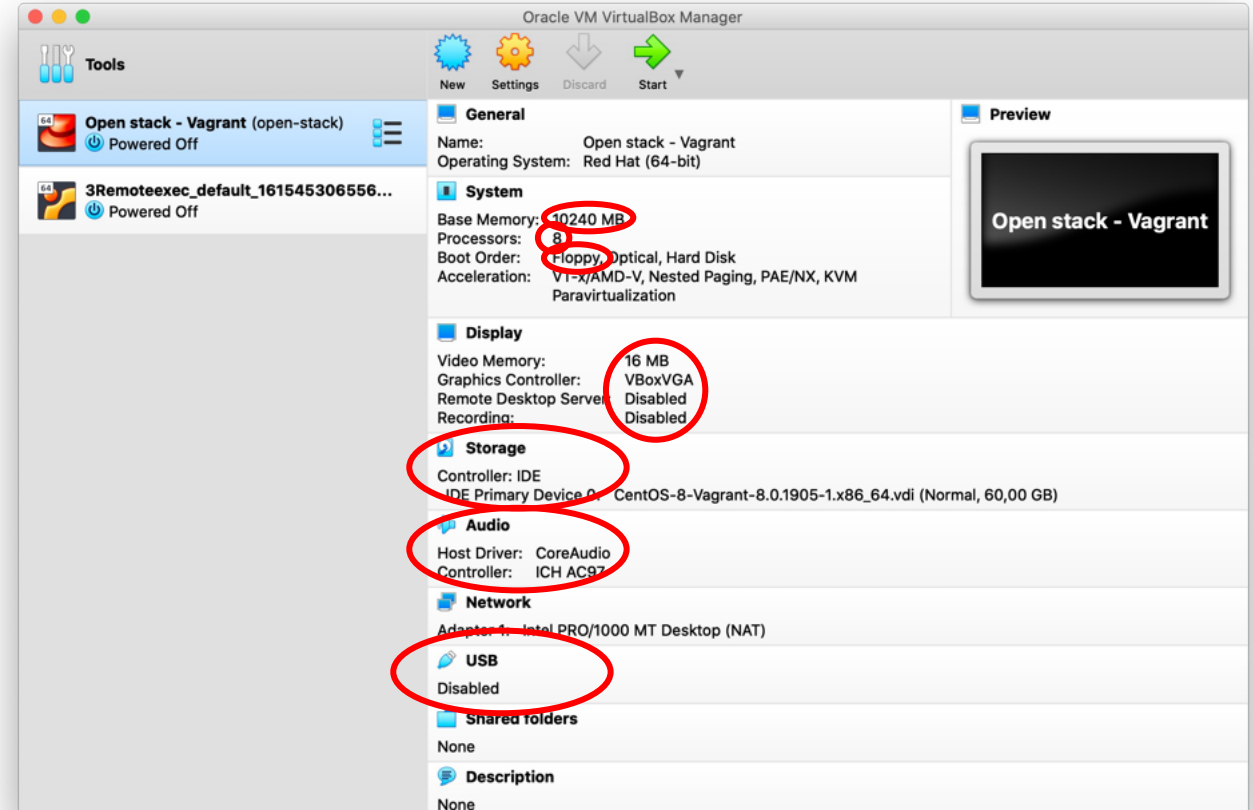 Oracle VM VirtualBox Manager
Tools
New
Settings
Discard
Start
64
Open stack - Vagrant (open-stack)
Powered Off
64
3Remoteexec_default_161545306556...
Powered Off
General
Name: Open stack - Vagrant
Operating System: Red Hat (64-bit)
Preview
Open stack - Vagrant
System
Base Memory: 10240 MB
Processors: 8
Boot Order: Floppy, Optical, Hard Disk
Acceleration: VT-x/AMD-V, Nested Paging, PAE/NX, KVM
Paravirtualization
Display
Video Memory: 16 MB
Graphics Controller: VBoxVGA
Remote Desktop Server: Disabled
Recording: Disabled
Storage
Controller: IDE
IDE Primary Device 0: CentOS-8-Vagrant-8.0.1905-1.x86_64.vdi (Normal, 60,00 GB)
Audio
Host Driver: CoreAudio
Controller: ICH AC97
Network
Adapter 1: Intel PRO/1000 MT Desktop (NAT)
USB
Disabled
Shared folders
None
Description
None